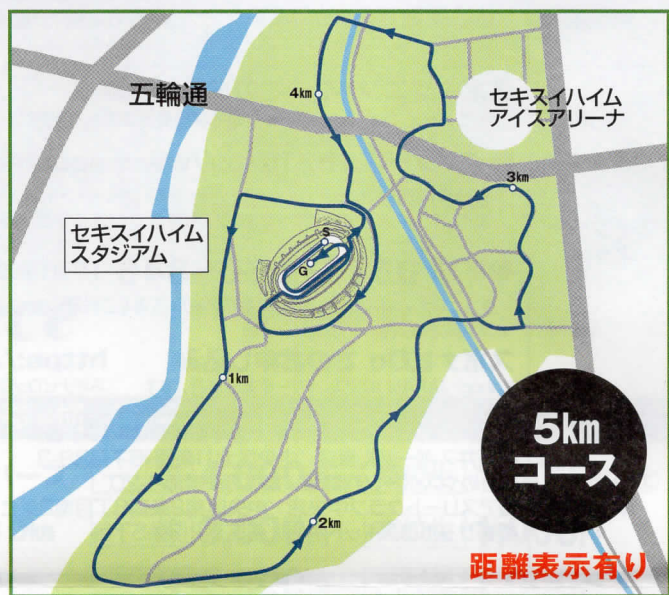 五輪通
4km
セキスイハイム
アイスアリーナ
3km
セキスイハイム
スタジアム
S
G
1km
2km
5km
コース
距離表示有り